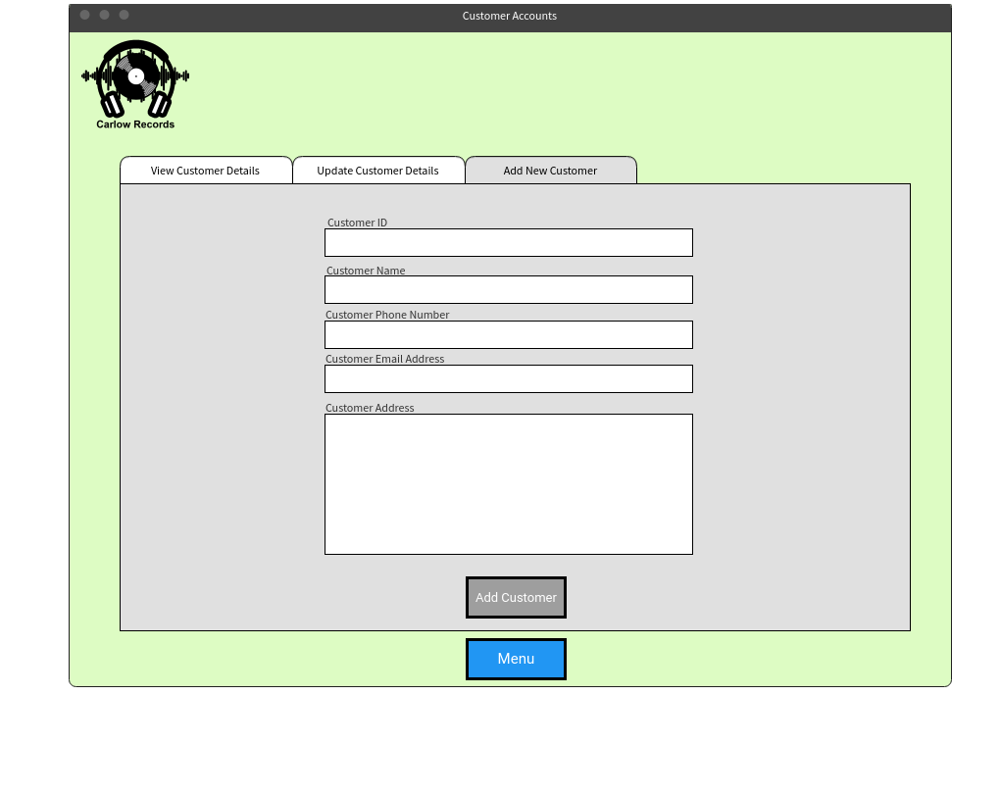 Customer Accounts
Carlow Records
View Customer Details
Update Customer Details
Add New Customer
Customer ID
Customer Name
Customer Phone Number
Customer Email Address
Customer Address
Add Customer
Menu